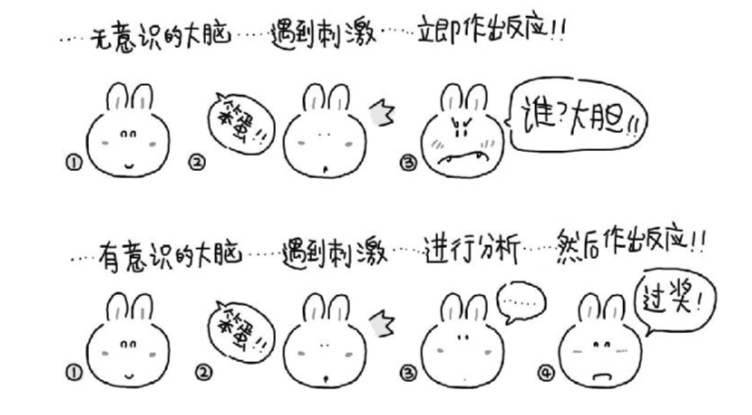 ……无意识的大脑……遇到刺激……立即作出反应!!
① ② 笨蛋!! ③ 谁?大胆!!
……有意识的大脑……遇到刺激……进行分析……然后作出反应!!
① ② 笨蛋!! ③ …… ④ 过奖!